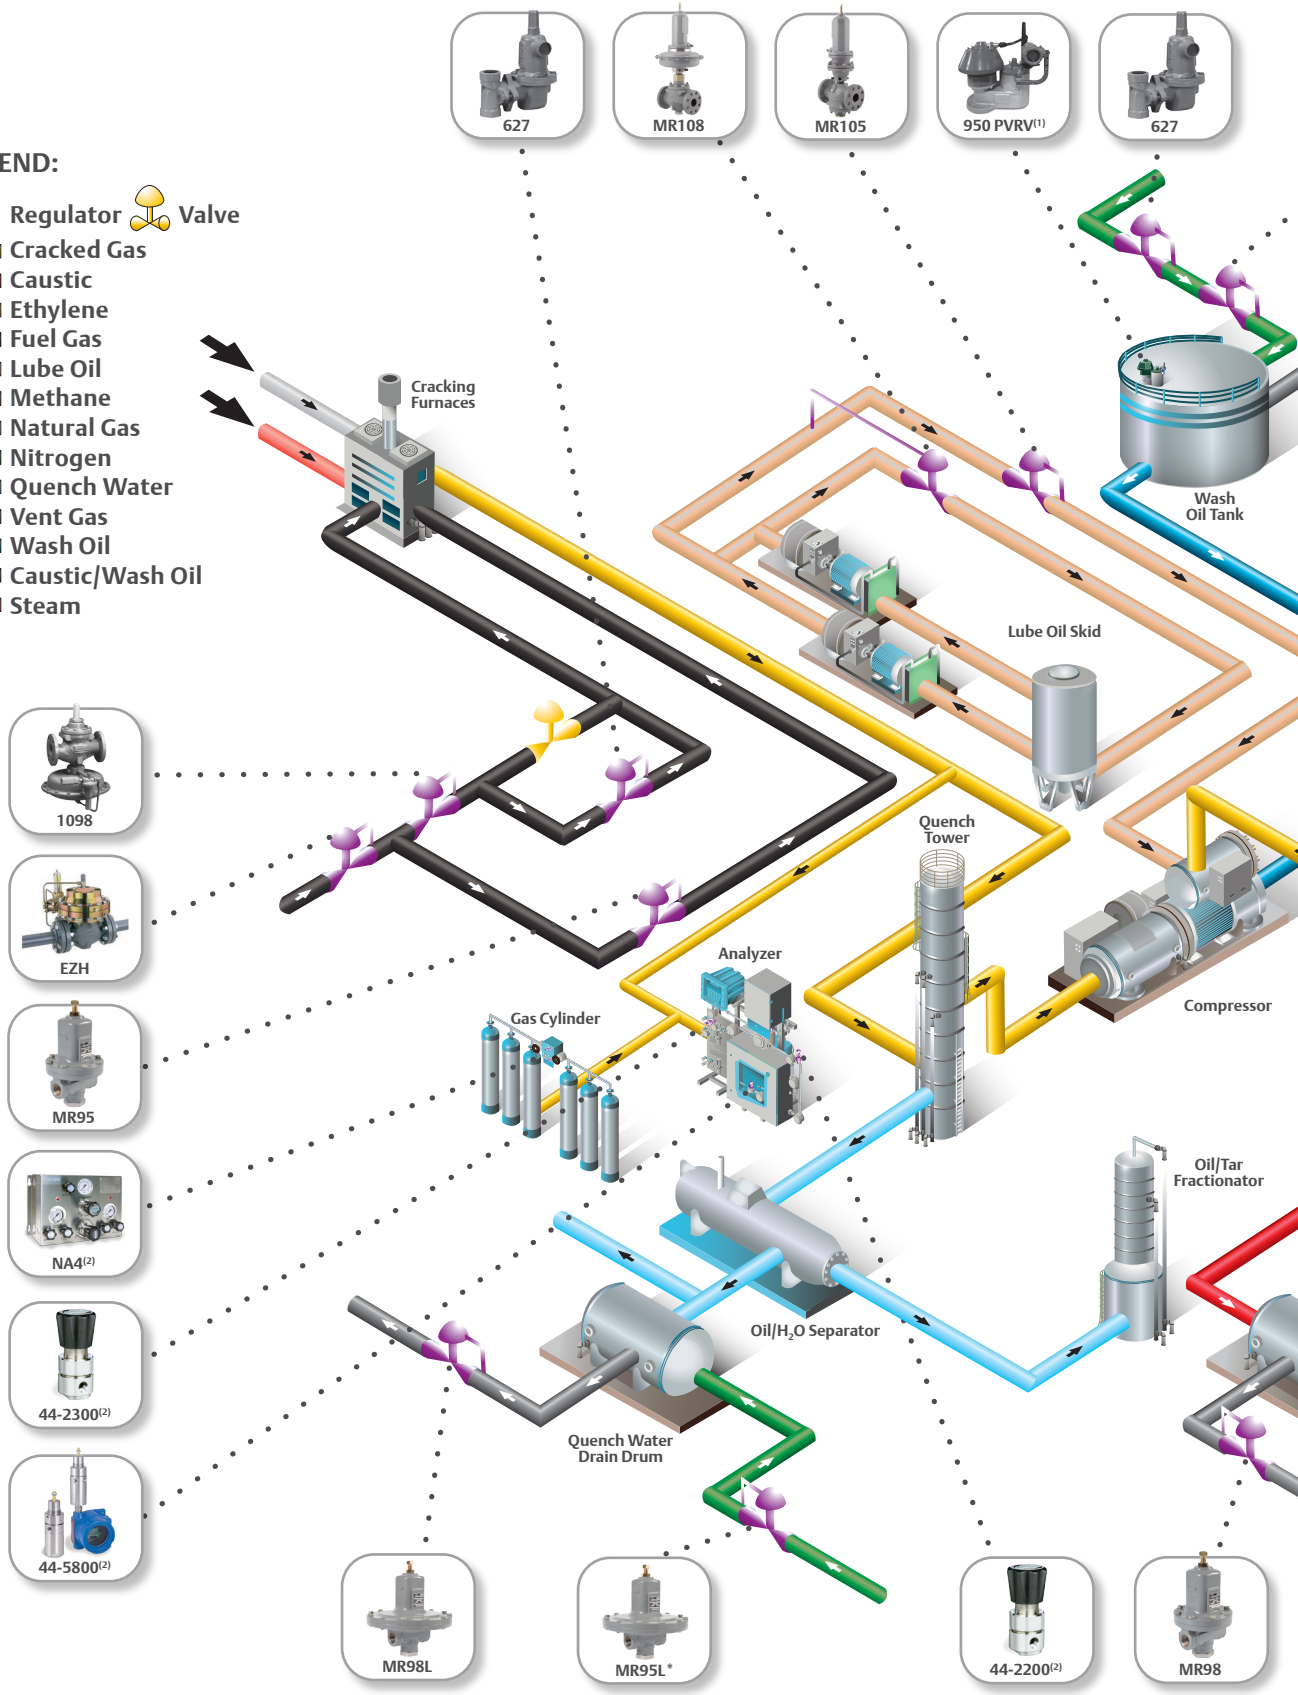 627
MR108
MR105
950 PVRV(1)
627
END:
Regulator Valve
Cracked Gas
Caustic
Ethylene
Fuel Gas
Lube Oil
Methane
Natural Gas
Nitrogen
Quench Water
Vent Gas
Wash Oil
Caustic/Wash Oil
Steam
Cracking
Furnaces
Wash
Oil Tank
Lube Oil Skid
1098
Quench
Tower
EZH
Analyzer
Compressor
Gas Cylinder
MR95
Oil/Tar
Fractionator
NA4(2)
Oil/H₂O Separator
44-2300(2)
Quench Water
Drain Drum
44-5800(2)
MR98L
MR95L*
44-2200(2)
MR98